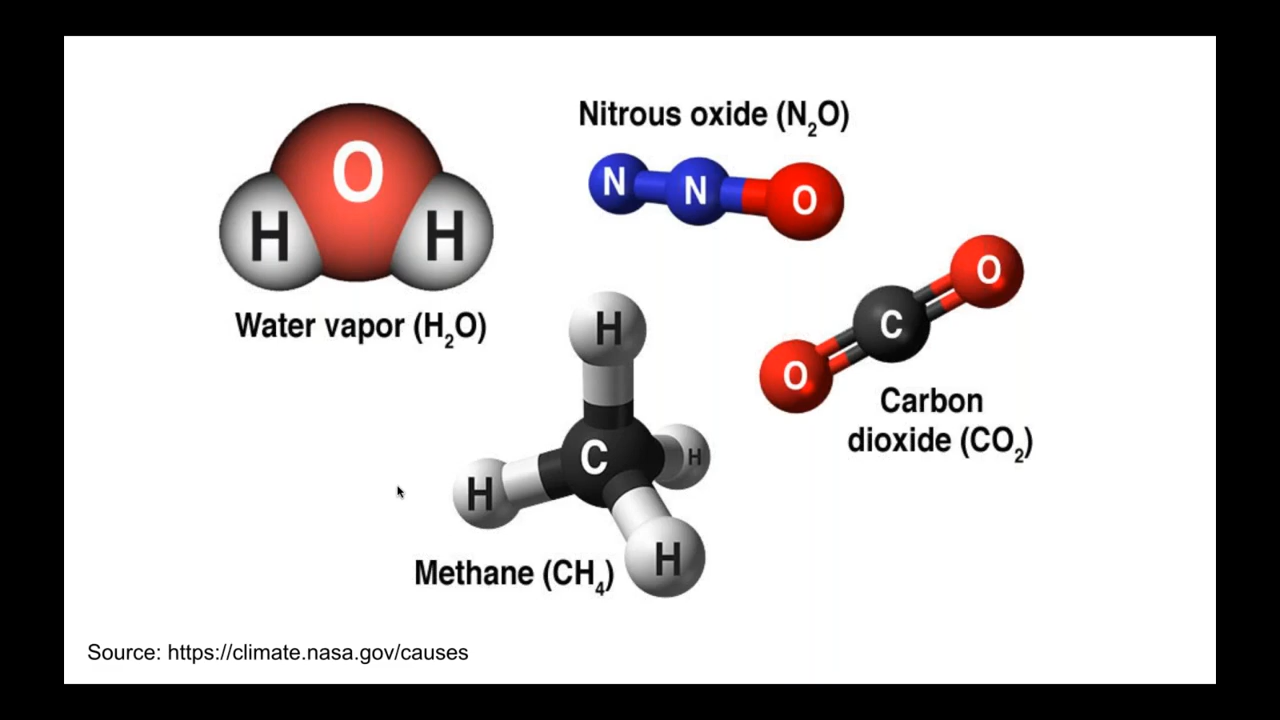 Nitrous oxide (N₂O)
N N O
O
H H
Water vapor (H₂O)
O
C
O
Carbon
dioxide (CO₂)
H
C
H
H
H
Methane (CH₄)
Source: https://climate.nasa.gov/causes